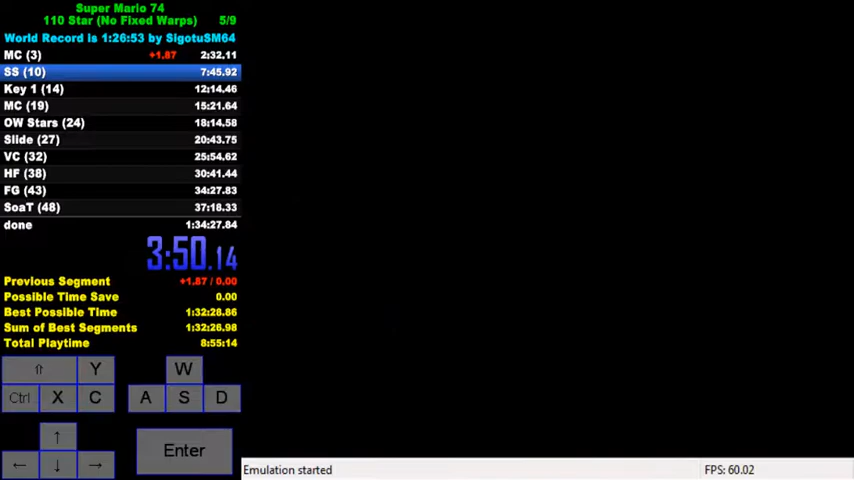 Super Mario 74
110 Star (No Fixed Warps) 5/9
World Record is 1:26:53 by SigotuSM64
MC (3) +1.87 2:32.11
SS (10) 7:45.92
Key 1 (14) 12:14.46
MC (19) 15:21.64
OW Stars (24) 18:14.58
Slide (27) 20:43.75
VC (32) 25:54.62
HF (38) 30:41.44
FG (43) 34:27.83
SoaT (48) 37:18.33
done 1:34:27.84
3:50.14
Previous Segment +1.87 / 0.00
Possible Time Save 0.00
Best Possible Time 1:32:28.86
Sum of Best Segments 1:32:26.98
Total Playtime 8:55:14
⇧ Y W
Ctrl X C A S D
↑
← ↓ → Enter
Emulation started FPS: 60.02